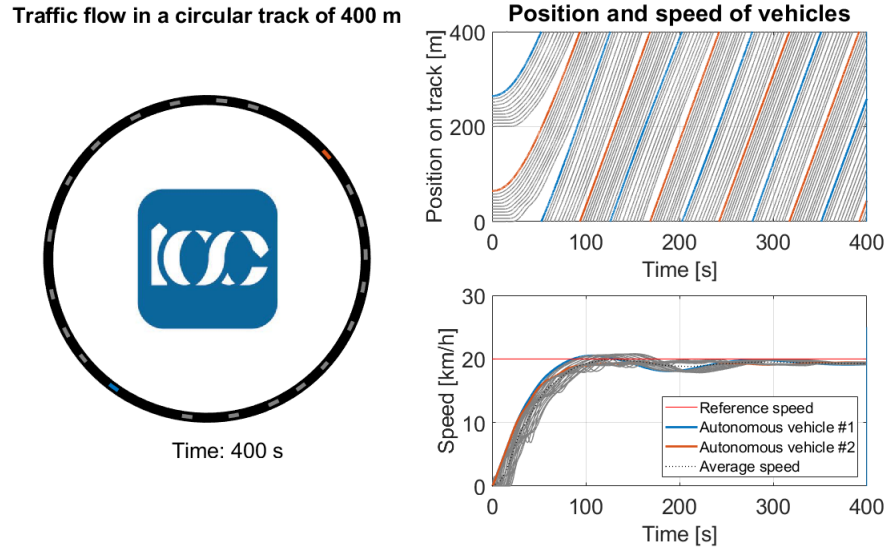 Traffic flow in a circular track of 400 m
Time: 400 s
Position and speed of vehicles
Position on track [m]
400
200
0
0
100
200
300
400
Time [s]
Speed [km/h]
30
20
10
0
Reference speed
Autonomous vehicle #1
Autonomous vehicle #2
Average speed
0
100
200
300
400
Time [s]